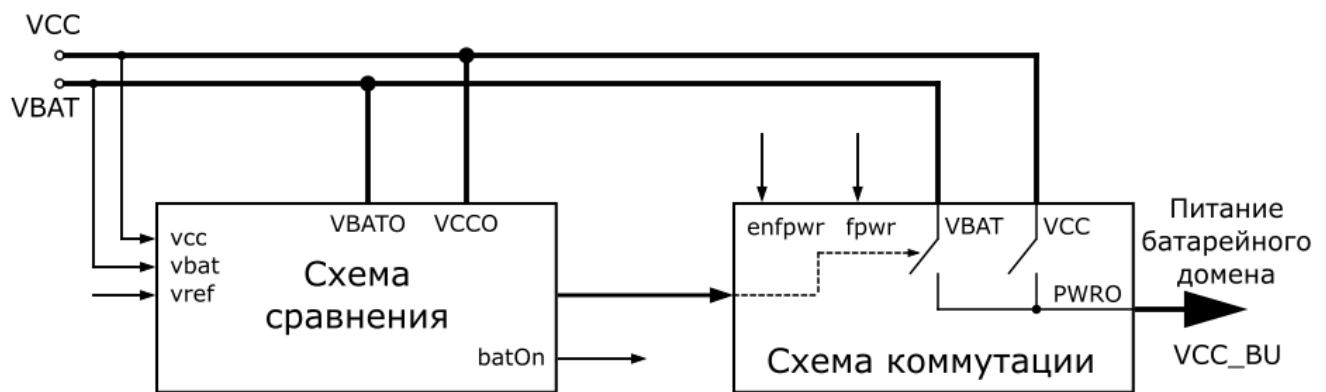 VCC
VBAT
VBATO VCCO
vcc
vbat
vref
Схема
сравнения
batOn
enfpwr fpwr VBAT VCC
PWRO
Схема коммутации
Питание
батарейного
домена
VCC_BU